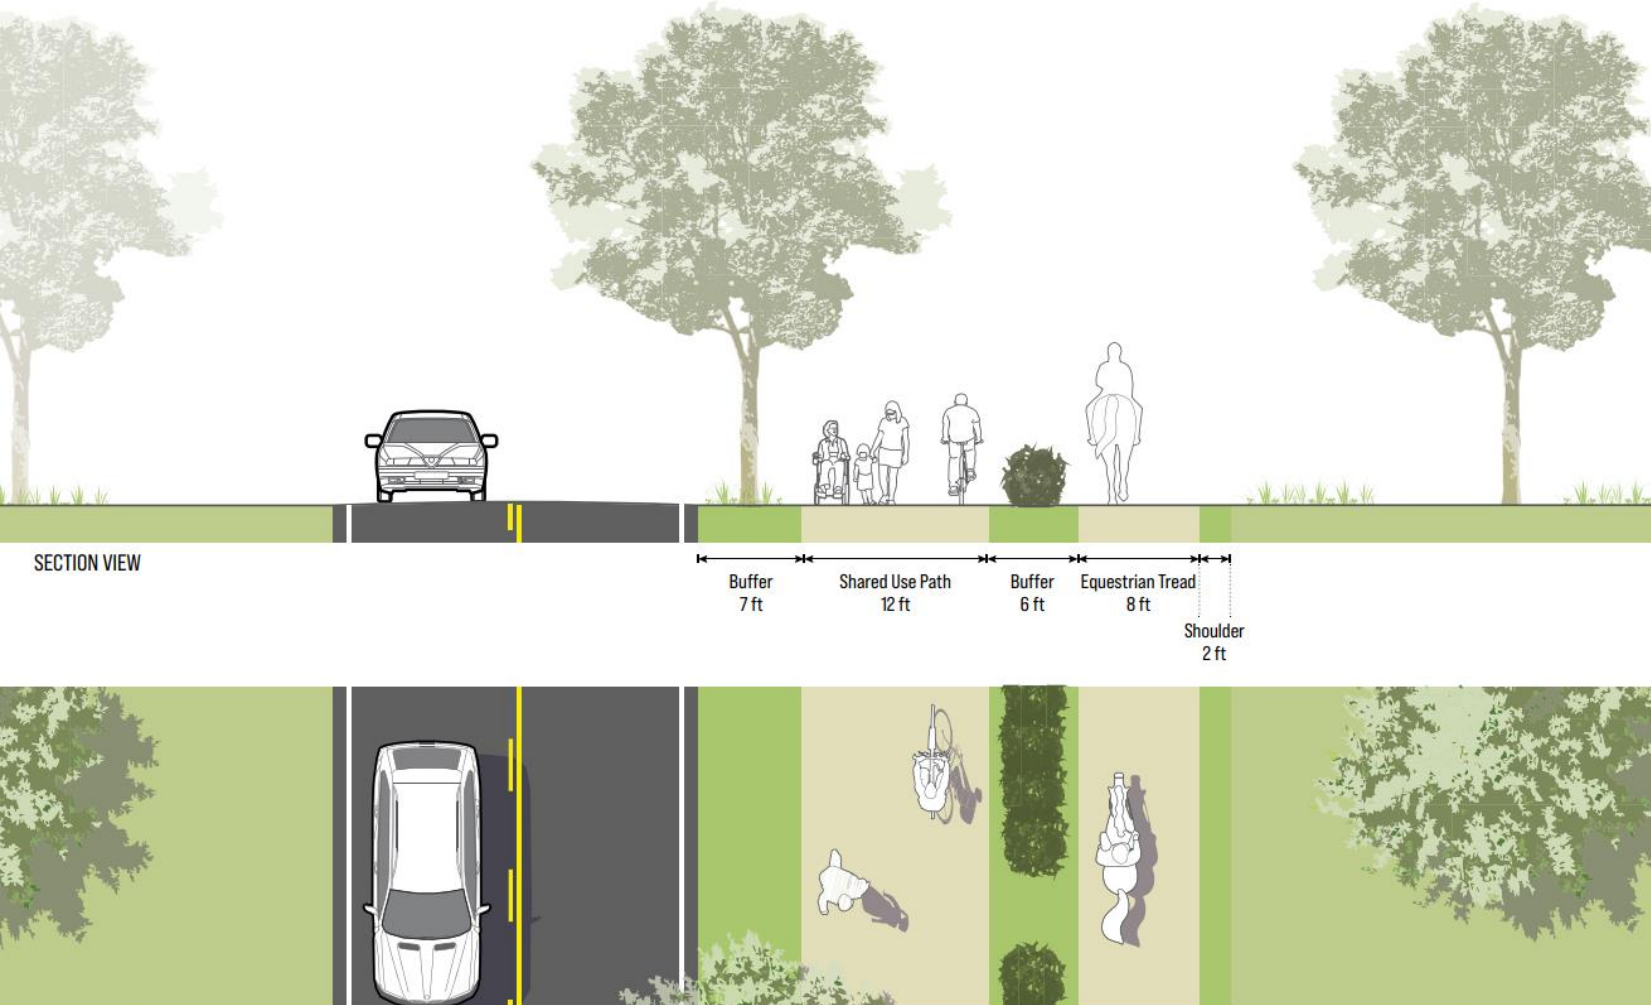 SECTION VIEW
Buffer
7 ft
Shared Use Path
12 ft
Buffer
6 ft
Equestrian Tread
8 ft
Shoulder
2 ft